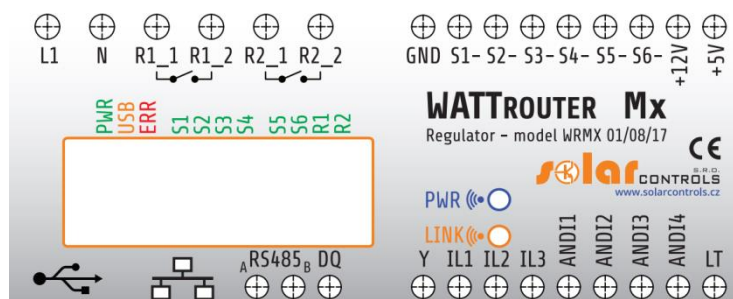 L1 N R1_1 R1_2 R2_1 R2_2 GND S1- S2- S3- S4- S5- S6- +12V +5V
PWR USB ERR S1 S2 S3 S4 S5 S6 R1 R2
WATTROUTER Mx
Regulator - model WRMX 01/08/17
CE
solar CONTROLS S.R.O.
www.solarcontrols.cz
PWR
LINK
A RS485 B DQ Y IL1 IL2 IL3 ANDI1 ANDI2 ANDI3 ANDI4 LT